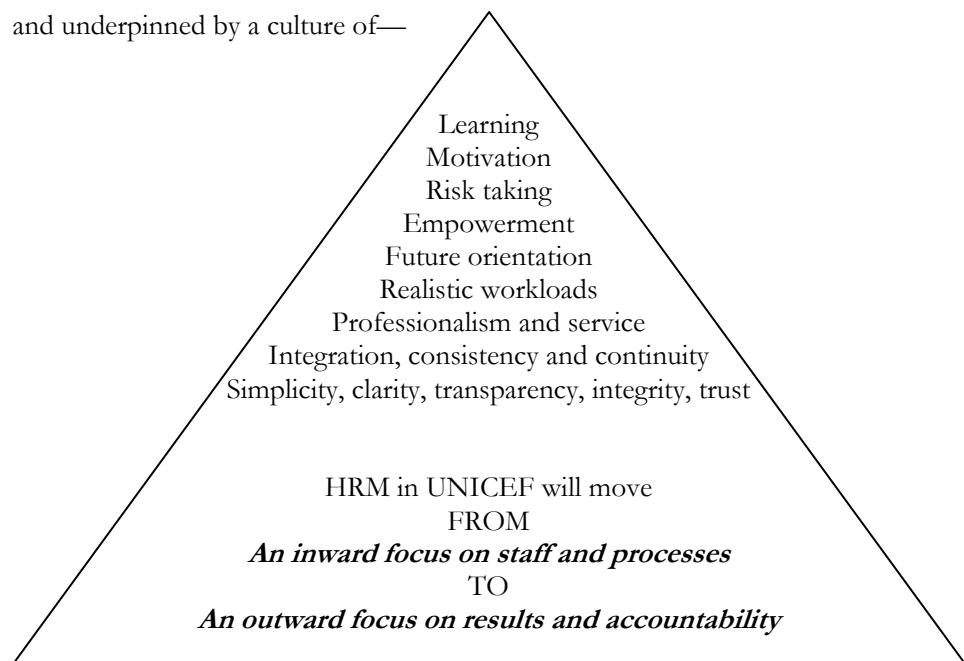 and underpinned by a culture of—
Learning
Motivation
Risk taking
Empowerment
Future orientation
Realistic workloads
Professionalism and service
Integration, consistency and continuity
Simplicity, clarity, transparency, integrity, trust
HRM in UNICEF will move
FROM
An inward focus on staff and processes
TO
An outward focus on results and accountability